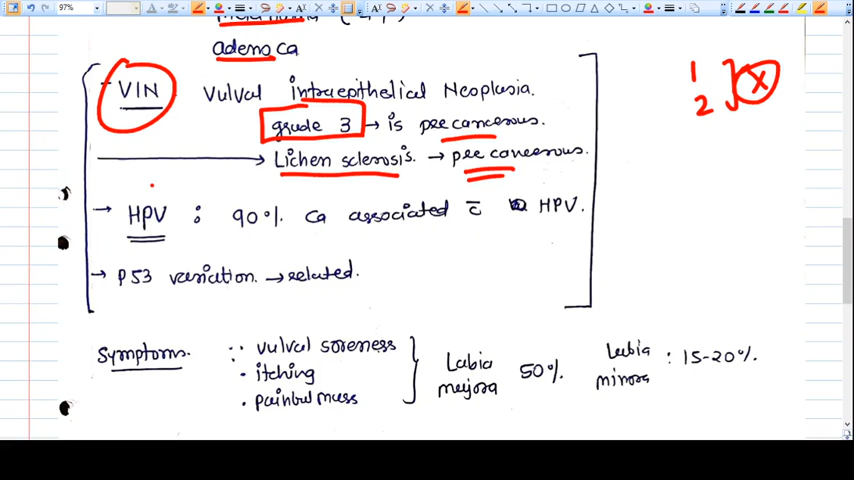 97%
adeno ca
VIN Vulval intraepithelial Neoplasia.
grade 3 → is precancerous.
1
2 } X
→ Lichen sclerosis. → precancerous.
→ HPV : 90% ca associated c̄ HPV.
→ P53 variation → related.
Symptoms. : vulval soreness
· itching
· painful mass
Labia majora 50%.
Labia minora : 15-20%.